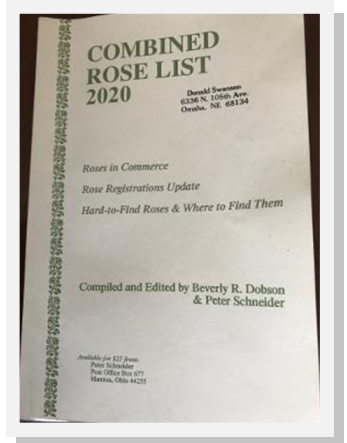 COMBINED
ROSE LIST
2020
Donald Swanson
6336 N. 105th Ave.
Omaha, NE 68134
Roses in Commerce
Rose Registrations Update
Hard-to-Find Roses & Where to Find Them
Compiled and Edited by Beverly R. Dobson
& Peter Schneider
Available for $25 from:
Peter Schneider
Post Office Box 677
Mantua, Ohio 44255